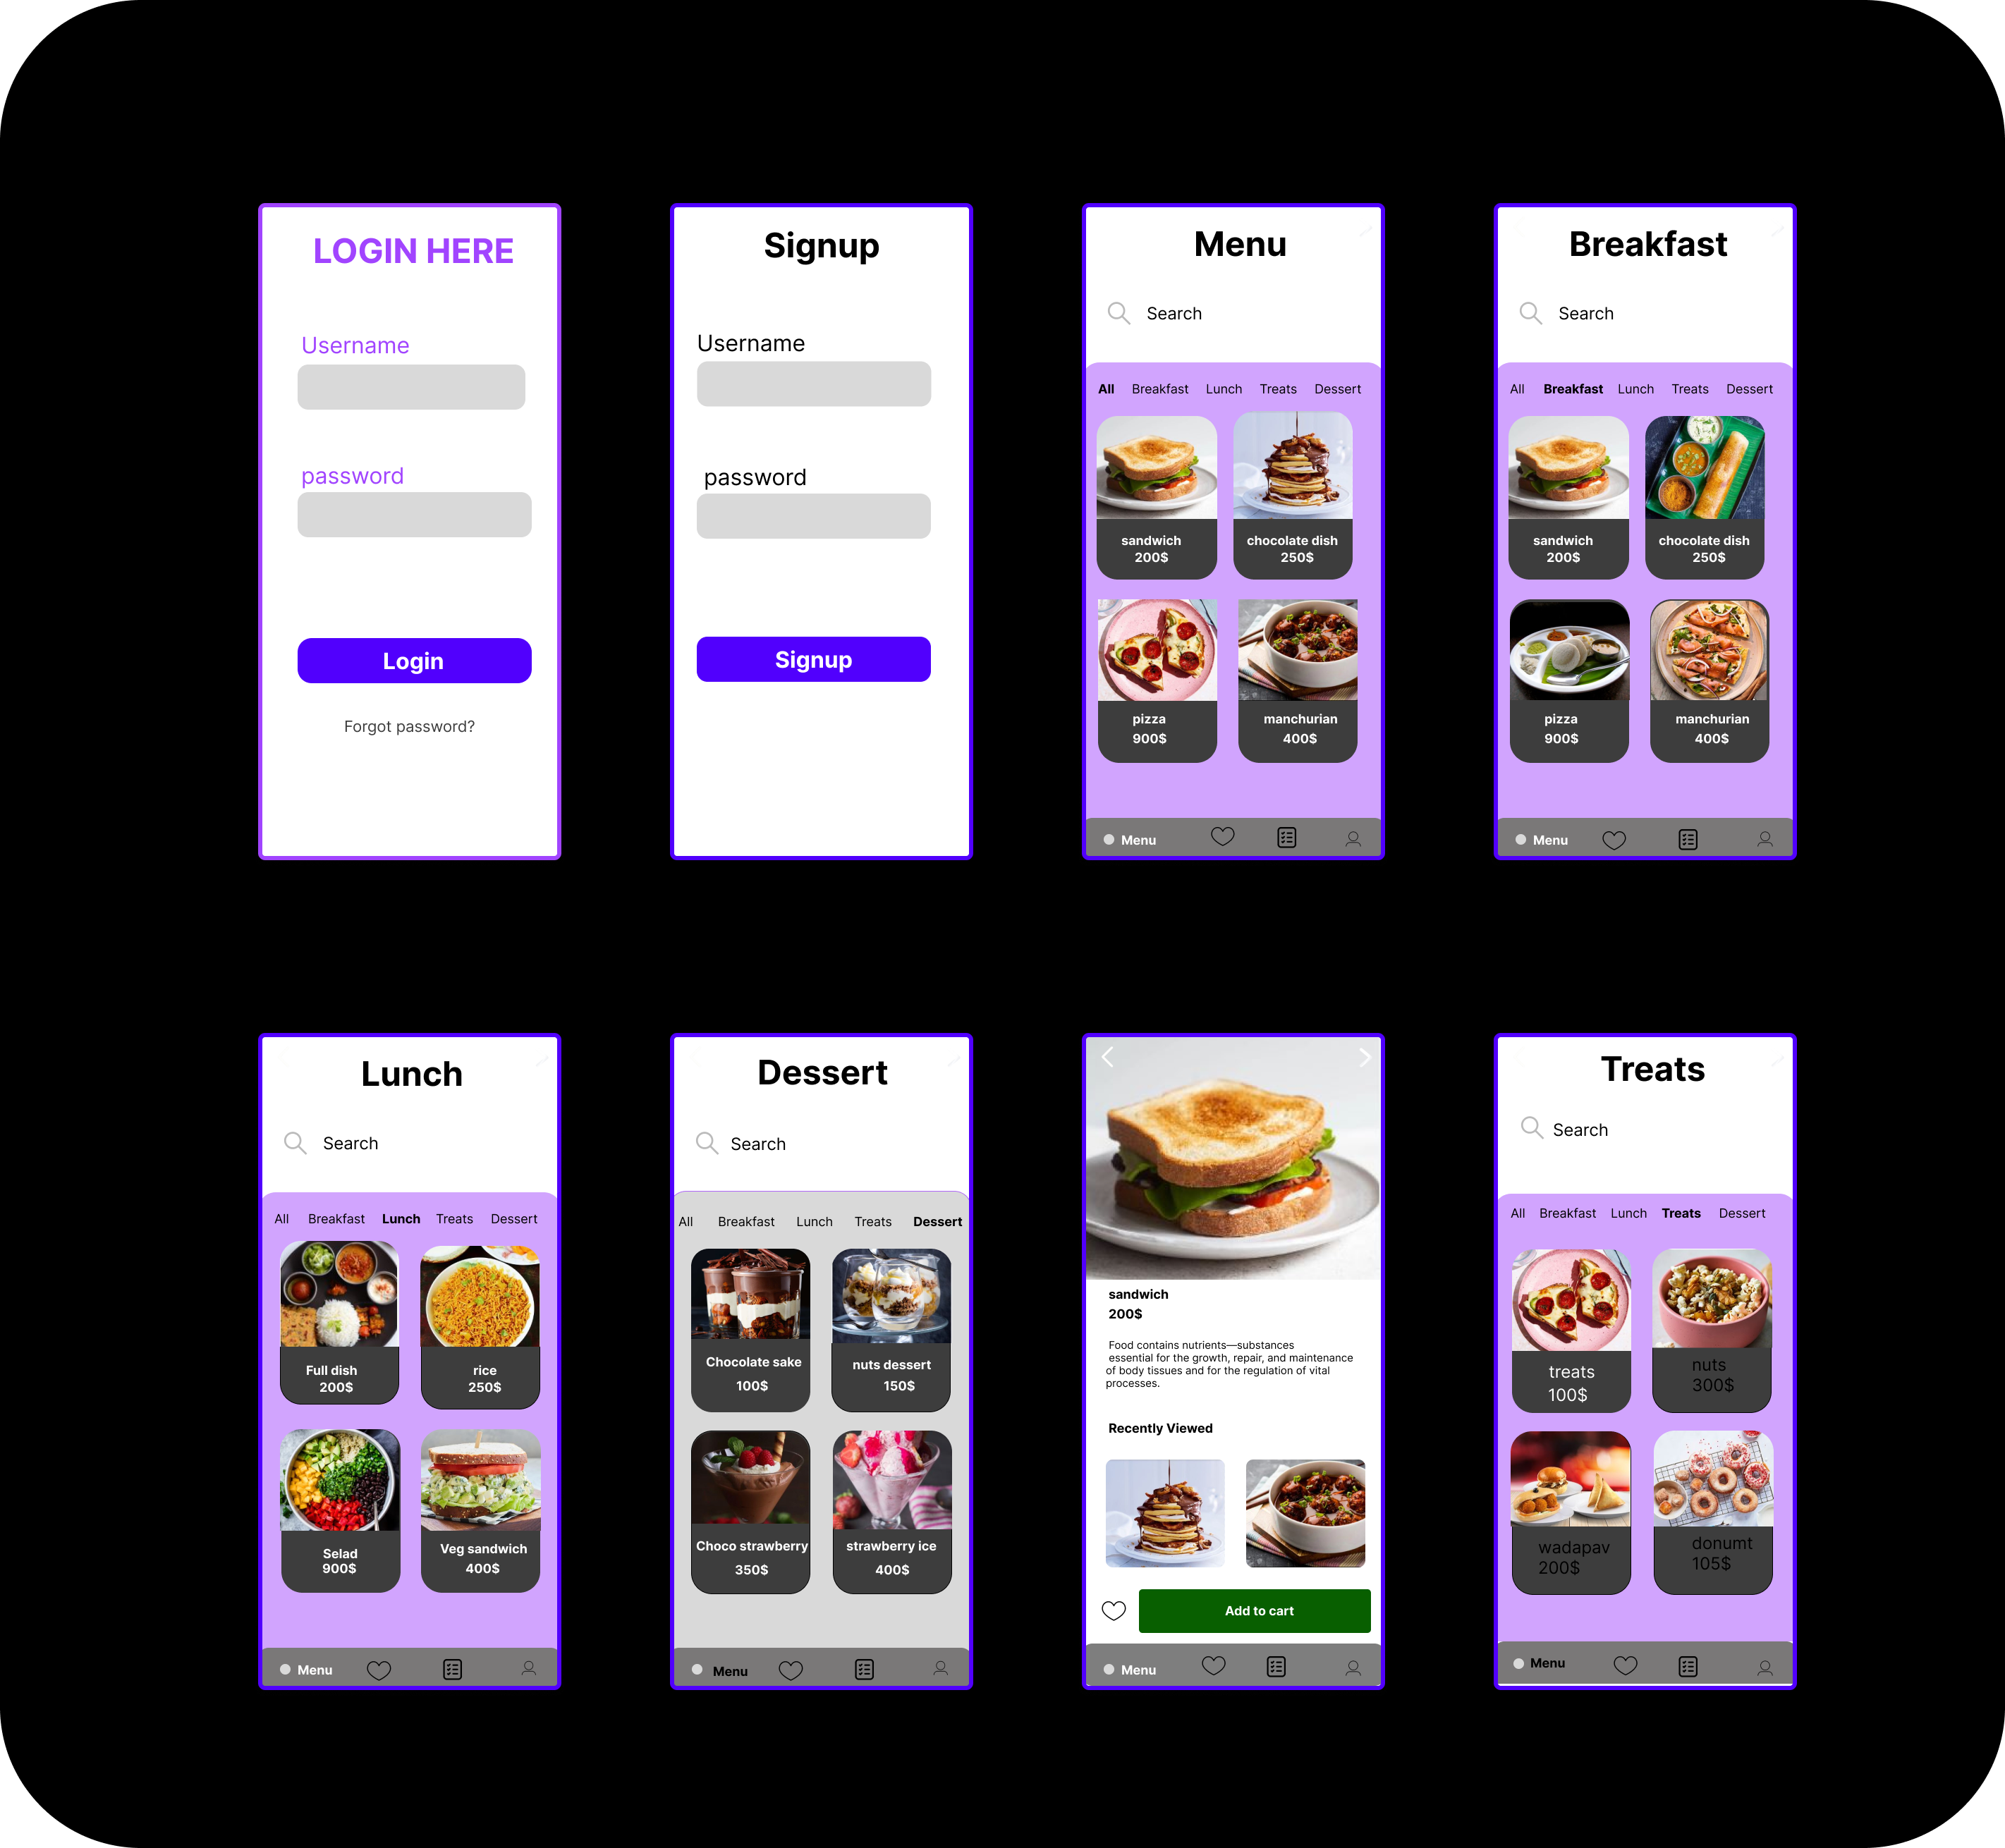 LOGIN HERE
Username
password
Login
Forgot password?
Signup
Username
password
Signup
Menu
Search
All Breakfast Lunch Treats Dessert
sandwich
200$
chocolate dish
250$
pizza
900$
manchurian
400$
Menu
Breakfast
Search
All Breakfast Lunch Treats Dessert
sandwich
200$
chocolate dish
250$
pizza
900$
manchurian
400$
Menu
Lunch
Search
All Breakfast Lunch Treats Dessert
Full dish
200$
rice
250$
Selad
900$
Veg sandwich
400$
Menu
Dessert
Search
All Breakfast Lunch Treats Dessert
Chocolate sake
100$
nuts dessert
150$
Choco strawberry
350$
strawberry ice
400$
Menu
sandwich
200$
Food contains nutrients—substances
essential for the growth, repair, and maintenance
of body tissues and for the regulation of vital
processes.
Recently Viewed
Add to cart
Menu
Treats
Search
All Breakfast Lunch Treats Dessert
treats
100$
nuts
300$
wadapav
200$
donumt
105$
Menu